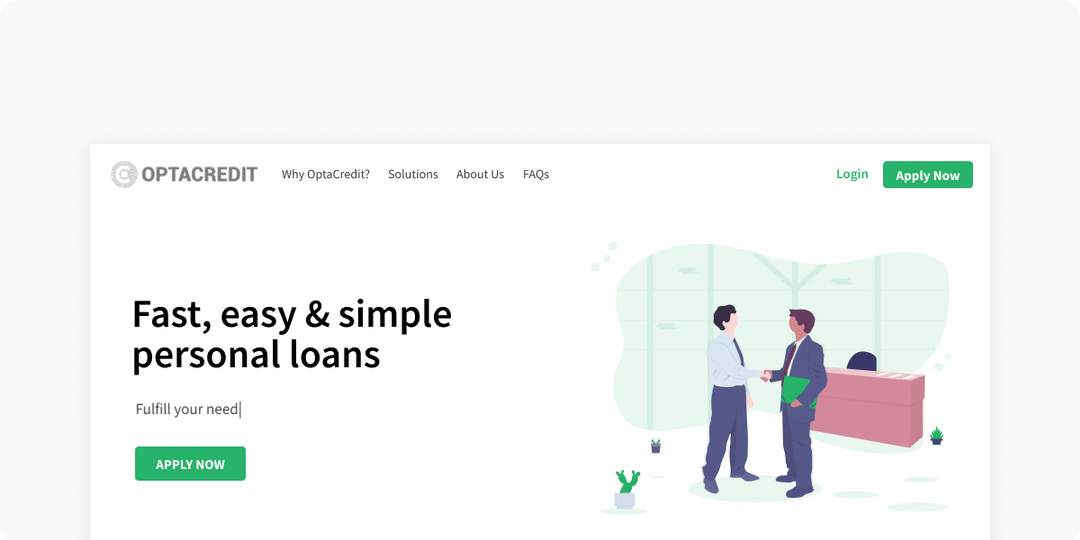 OPTACREDIT
Why OptaCredit? Solutions About Us FAQs
Login Apply Now
Fast, easy & simple
personal loans
Fulfill your need
APPLY NOW